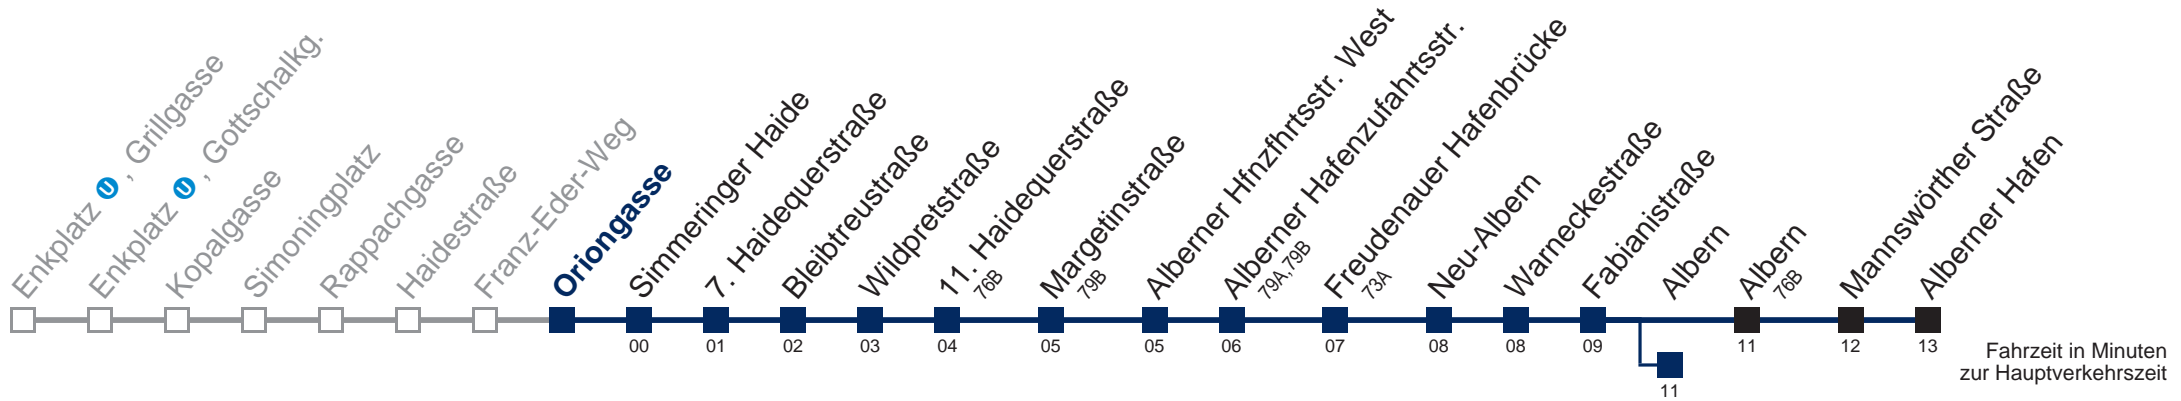 Enkplatz U , Grillgasse
Enkplatz U , Gottschalkg.
Kopalgasse
Simoningplatz
Rappachgasse
Haidestraße
Franz-Eder-Weg
Oriongasse
Simmeringer Haide
7. Haidequerstraße
Bleibtreustraße
Wildpretstraße
11. Haidequerstraße
76B
Margetinstraße
79B
Alberner Hfnzfhrtsstr. West
Alberner Hafenzufahrtsstr.
79A,79B
Freudenauer Hafenbrücke
73A
Neu-Albern
Warneckestraße
Fabianistraße
Albern
Albern
76B
Mannswörther Straße
Alberner Hafen
00 01 02 03 04 05 05 06 07 08 08 09 11 12 13
11
Fahrzeit in Minuten
zur Hauptverkehrszeit